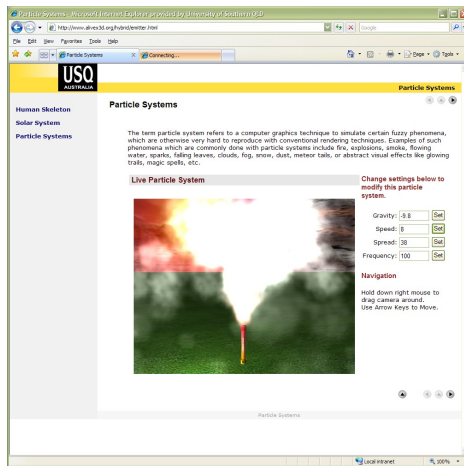 Particle Systems - Microsoft Internet Explorer provided by University of Southern QLD
http://www.alivex3d.org/hybrid/emitter.html
Google
File Edit View Favorites Tools Help
Particle Systems
Connecting...
Page Tools
USQ
AUSTRALIA
Particle Systems
Human Skeleton
Solar System
Particle Systems
Particle Systems
The term particle system refers to a computer graphics technique to simulate certain fuzzy phenomena,
which are otherwise very hard to reproduce with conventional rendering techniques. Examples of such
phenomena which are commonly done with particle systems include fire, explosions, smoke, flowing
water, sparks, falling leaves, clouds, fog, snow, dust, meteor tails, or abstract visual effects like glowing
trails, magic spells, etc.
Live Particle System
Change settings below to
modify this particle
system.
Gravity: -9.8 Set
Speed: 8 Set
Spread: 38 Set
Frequency: 100 Set
Navigation
Hold down right mouse to
drag camera around.
Use Arrow Keys to Move.
Particle Systems
Local intranet
100%